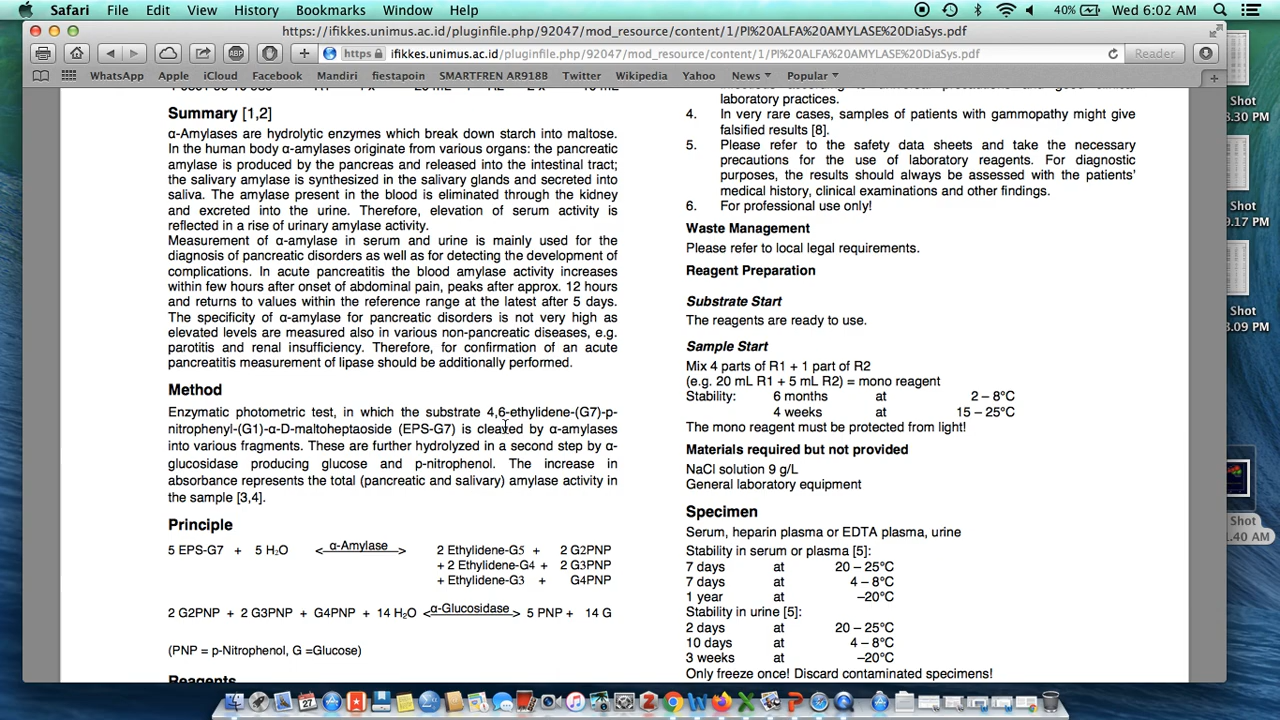 Safari File Edit View History Bookmarks Window Help 40% Wed 6:02 AM
https://ifikkes.unimus.ac.id/pluginfile.php/92047/mod_resource/content/1/PI%20ALFA%20AMYLASE%20DiaSys.pdf
https ifikkes.unimus.ac.id/pluginfile.php/92047/mod_resource/content/1/PI%20ALFA%20AMYLASE%20DiaSys.pdf Reader
WhatsApp Apple iCloud Facebook Mandiri fiestapoin SMARTFREN AR918B Twitter Wikipedia Yahoo News Popular
Summary [1,2]
α-Amylases are hydrolytic enzymes which break down starch into maltose.
In the human body α-amylases originate from various organs: the pancreatic
amylase is produced by the pancreas and released into the intestinal tract;
the salivary amylase is synthesized in the salivary glands and secreted into
saliva. The amylase present in the blood is eliminated through the kidney
and excreted into the urine. Therefore, elevation of serum activity is
reflected in a rise of urinary amylase activity.
Measurement of α-amylase in serum and urine is mainly used for the
diagnosis of pancreatic disorders as well as for detecting the development of
complications. In acute pancreatitis the blood amylase activity increases
within few hours after onset of abdominal pain, peaks after approx. 12 hours
and returns to values within the reference range at the latest after 5 days.
The specificity of α-amylase for pancreatic disorders is not very high as
elevated levels are measured also in various non-pancreatic diseases, e.g.
parotitis and renal insufficiency. Therefore, for confirmation of an acute
pancreatitis measurement of lipase should be additionally performed.
Method
Enzymatic photometric test, in which the substrate 4,6-ethylidene-(G7)-p-
nitrophenyl-(G1)-α-D-maltoheptaoside (EPS-G7) is cleaved by α-amylases
into various fragments. These are further hydrolyzed in a second step by α-
glucosidase producing glucose and p-nitrophenol. The increase in
absorbance represents the total (pancreatic and salivary) amylase activity in
the sample [3,4].
Principle
5 EPS-G7 + 5 H2O <α-Amylase> 2 Ethylidene-G5 + 2 G2PNP
+ 2 Ethylidene-G4 + 2 G3PNP
+ Ethylidene-G3 + G4PNP
2 G2PNP + 2 G3PNP + G4PNP + 14 H2O <α-Glucosidase> 5 PNP + 14 G
(PNP = p-Nitrophenol, G =Glucose)
Reagents
laboratory practices.
4. In very rare cases, samples of patients with gammopathy might give
falsified results [8].
5. Please refer to the safety data sheets and take the necessary
precautions for the use of laboratory reagents. For diagnostic
purposes, the results should always be assessed with the patients'
medical history, clinical examinations and other findings.
6. For professional use only!
Waste Management
Please refer to local legal requirements.
Reagent Preparation
Substrate Start
The reagents are ready to use.
Sample Start
Mix 4 parts of R1 + 1 part of R2
(e.g. 20 mL R1 + 5 mL R2) = mono reagent
Stability: 6 months at 2 – 8°C
4 weeks at 15 – 25°C
The mono reagent must be protected from light!
Materials required but not provided
NaCl solution 9 g/L
General laboratory equipment
Specimen
Serum, heparin plasma or EDTA plasma, urine
Stability in serum or plasma [5]:
7 days at 20 – 25°C
7 days at 4 – 8°C
1 year at –20°C
Stability in urine [5]:
2 days at 20 – 25°C
10 days at 4 – 8°C
3 weeks at –20°C
Only freeze once! Discard contaminated specimens!
Shot
8.30 PM
Shot
9.17 PM
Shot
8.09 PM
Shot
1.40 AM